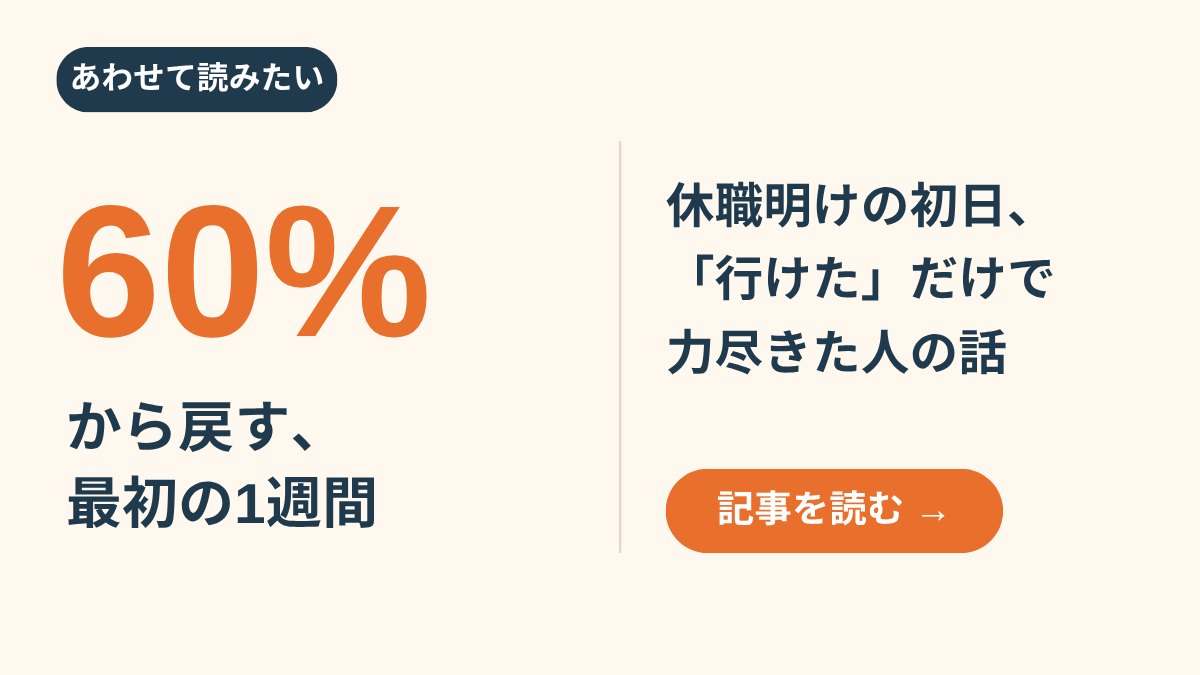 あわせて読みたい
60%
から戻す、
最初の1週間
休職明けの初日、
「行けた」だけで
力尽きた人の話
記事を読む →